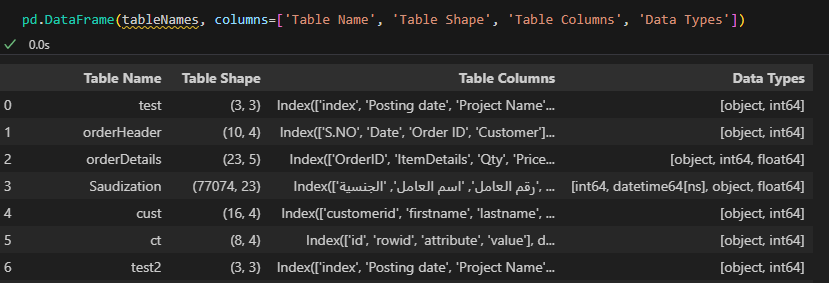 pd.DataFrame(tableNames, columns=['Table Name', 'Table Shape', 'Table Columns', 'Data Types'])
0.0s
Table Name Table Shape Table Columns Data Types
0 test (3, 3) Index(['index', 'Posting date', 'Project Name'... [object, int64]
1 orderHeader (10, 4) Index(['S.NO', 'Date', 'Order ID', 'Customer']... [object, int64]
2 orderDetails (23, 5) Index(['OrderID', 'ItemDetails', 'Qty', 'Price... [object, int64, float64]
3 Saudization (77074, 23) Index(['رقم العامل', 'اسم العامل', 'الجنسية', ... [int64, datetime64[ns], object, float64]
4 cust (16, 4) Index(['customerid', 'firstname', 'lastname', ... [object, int64]
5 ct (8, 4) Index(['id', 'rowid', 'attribute', 'value'], d... [object, int64]
6 test2 (3, 3) Index(['index', 'Posting date', 'Project Name'... [object, int64]